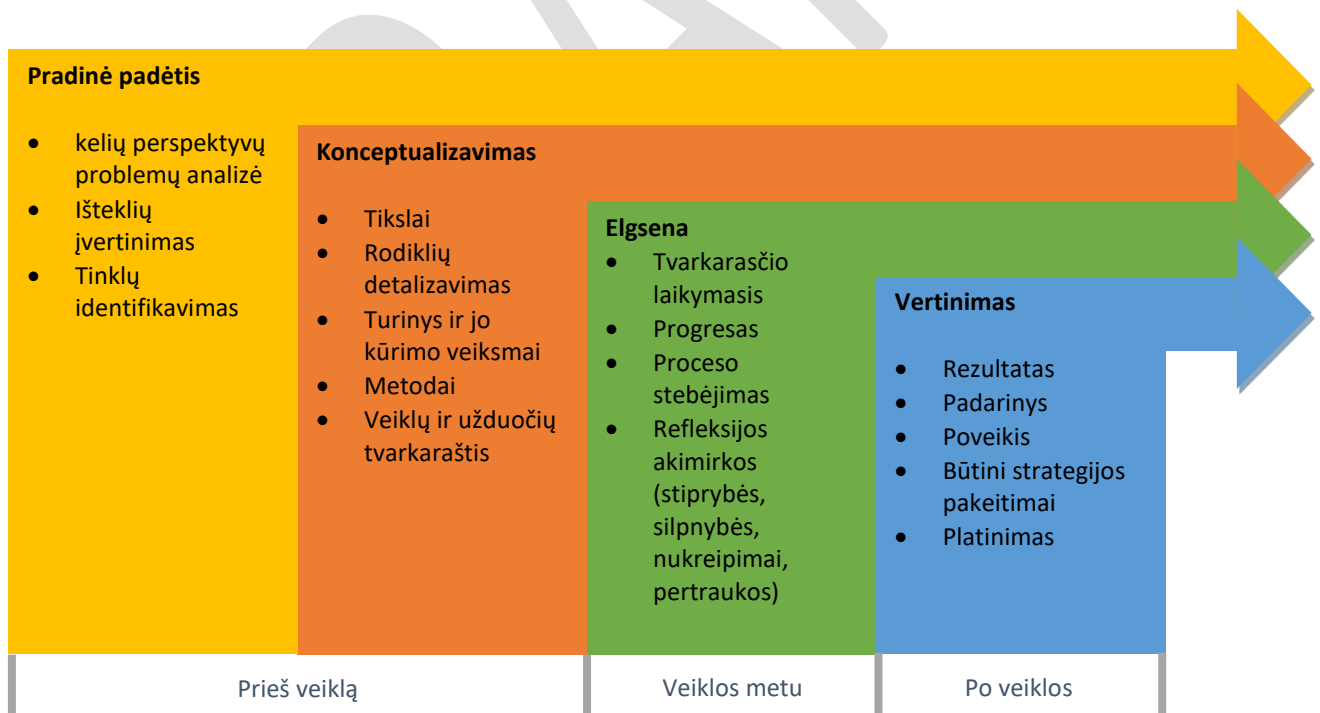 Pradinė padėtis
• kelių perspektyvų
problemų analizė
• Išteklių
įvertinimas
• Tinklų
identifikavimas
Konceptualizavimas
• Tikslai
• Rodiklių
detalizavimas
• Turinys ir jo
kūrimo veiksmai
• Metodai
• Veiklų ir užduočių
tvarkaraštis
Elgsena
• Tvarkarasčio
laikymasis
• Progresas
• Proceso
stebėjimas
• Refleksijos
akimirkos
(stiprybės,
silpnybės,
nukreipimai,
pertraukos)
Vertinimas
• Rezultatas
• Padarinys
• Poveikis
• Būtini strategijos
pakeitimai
• Platinimas
Prieš veiklą
Veiklos metu
Po veiklos